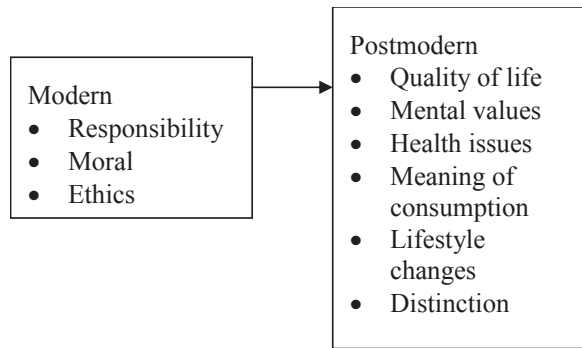 Modern
• Responsibility
• Moral
• Ethics
Postmodern
• Quality of life
• Mental values
• Health issues
• Meaning of
consumption
• Lifestyle
changes
• Distinction